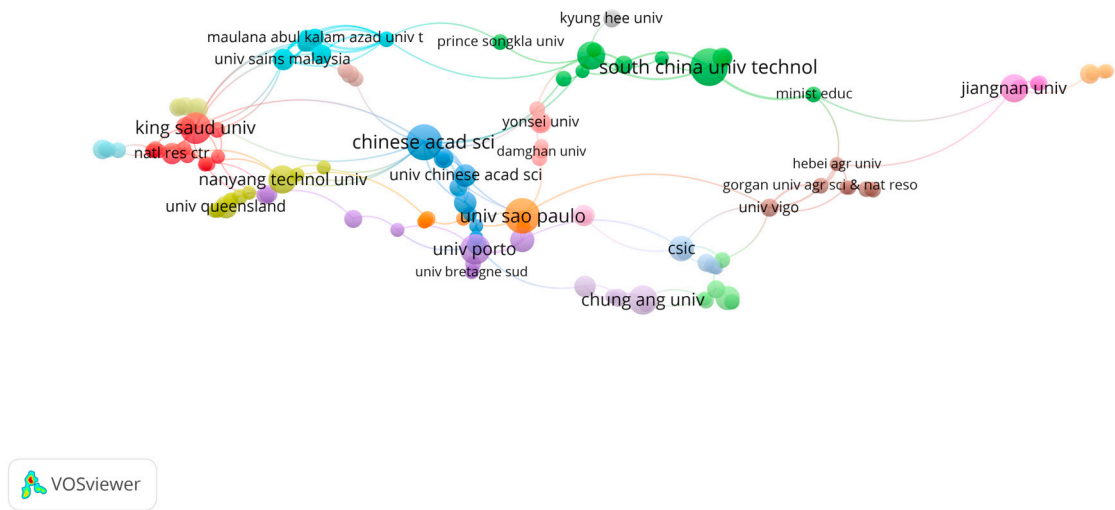 kyung hee univ
maulana abul kalam azad univ t
prince songkla univ
univ sains malaysia
south china univ technol
jiangnan univ
minist educ
king saud univ
yonsei univ
chinese acad sci
natl res ctr
damghan univ
hebei agr univ
nanyang technol univ
univ chinese acad sci
gorgan univ agr sci & nat reso
univ queensland
univ sao paulo
univ vigo
univ porto
csic
univ bretagne sud
chung ang univ
VOSviewer